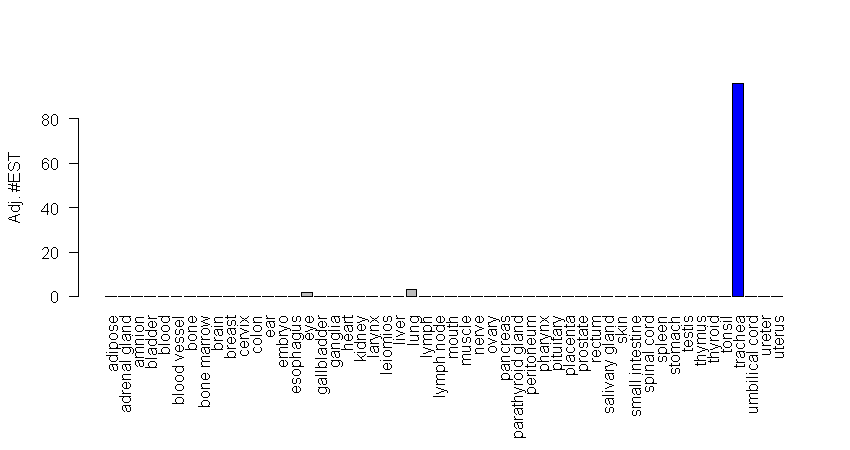 Adj. #EST
80
60
40
20
0
adipose
adrenal gland
amnion
bladder
blood
blood vessel
bone
bone marrow
brain
breast
cervix
colon
ear
embryo
esophagus
eye
gallbladder
ganglia
heart
kidney
larynx
leiomios
liver
lung
lymph
lymph node
mouth
muscle
nerve
ovary
pancreas
parathyroid gland
peritoneum
pharynx
pituitary
placenta
prostate
rectum
salivary gland
skin
small intestine
spinal cord
spleen
stomach
testis
thymus
thyroid
tonsil
trachea
umbilical cord
ureter
uterus